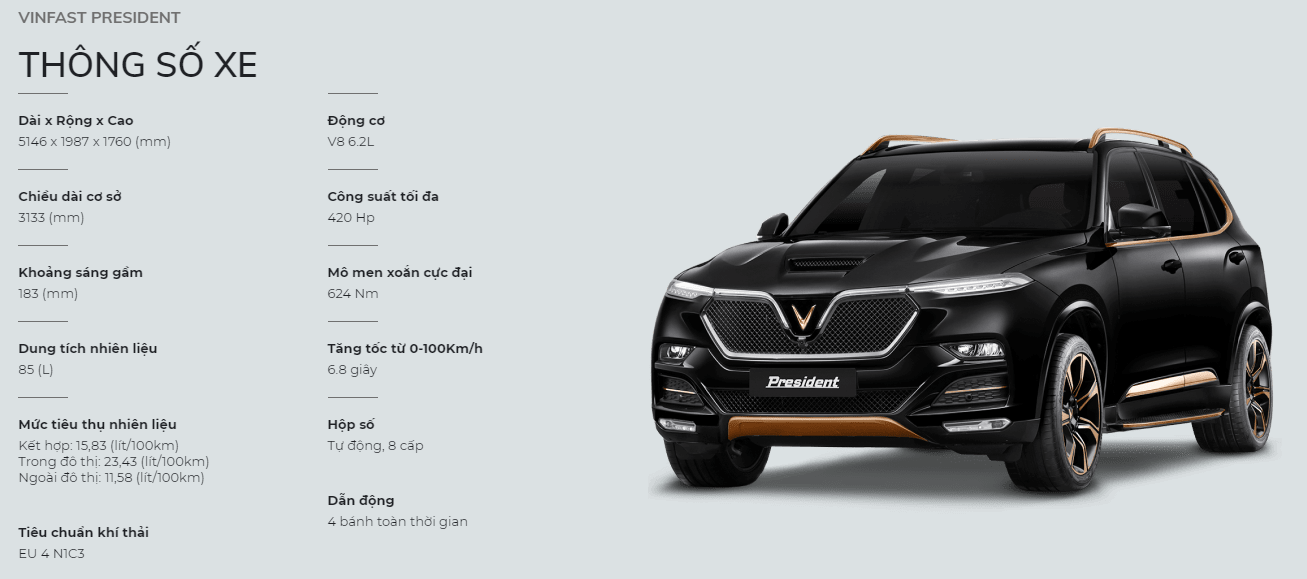 VINFAST PRESIDENT
THÔNG SỐ XE
Dài x Rộng x Cao
5146 x 1987 x 1760 (mm)
Chiều dài cơ sở
3133 (mm)
Khoảng sáng gầm
183 (mm)
Dung tích nhiên liệu
85 (L)
Mức tiêu thụ nhiên liệu
Kết hợp: 15,83 (lít/100km)
Trong đô thị: 23,43 (lít/100km)
Ngoài đô thị: 11,58 (lít/100km)
Tiêu chuẩn khí thải
EU 4 N1C3
Động cơ
V8 6.2L
Công suất tối đa
420 Hp
Mô men xoắn cực đại
624 Nm
Tăng tốc từ 0-100Km/h
6.8 giây
Hộp số
Tự động, 8 cấp
Dẫn động
4 bánh toàn thời gian
President